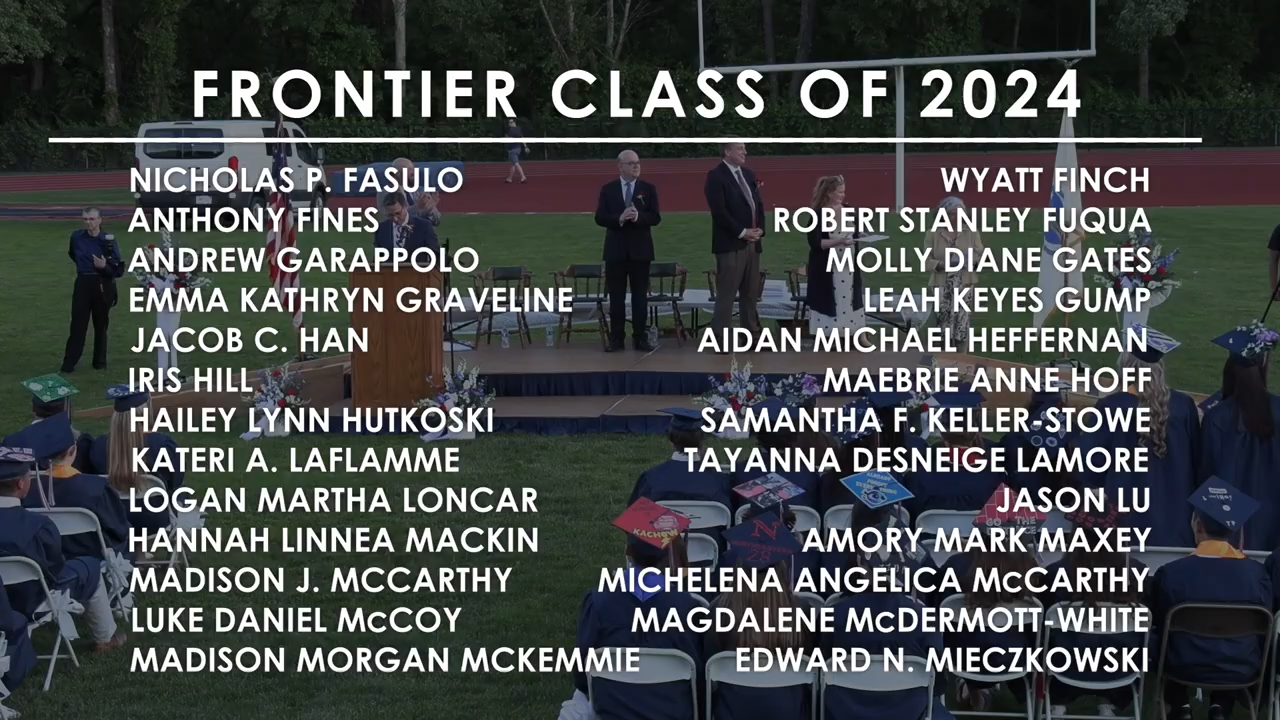 FRONTIER CLASS OF 2024
NICHOLAS P. FASULO
ANTHONY FINES
ANDREW GARAPPOLO
EMMA KATHRYN GRAVELINE
JACOB C. HAN
IRIS HILL
HAILEY LYNN HUTKOSKI
KATERI A. LAFLAMME
LOGAN MARTHA LONCAR
HANNAH LINNEA MACKIN
MADISON J. MCCARTHY
LUKE DANIEL McCOY
MADISON MORGAN MCKEMMIE
WYATT FINCH
ROBERT STANLEY FUQUA
MOLLY DIANE GATES
LEAH KEYES GUMP
AIDAN MICHAEL HEFFERNAN
MAEBRIE ANNE HOFF
SAMANTHA F. KELLER-STOWE
TAYANNA DESNEIGE LAMORE
JASON LU
AMORY MARK MAXEY
MICHELENA ANGELICA McCARTHY
MAGDALENE McDERMOTT-WHITE
EDWARD N. MIECZKOWSKI
KACHOW
N
GO THE